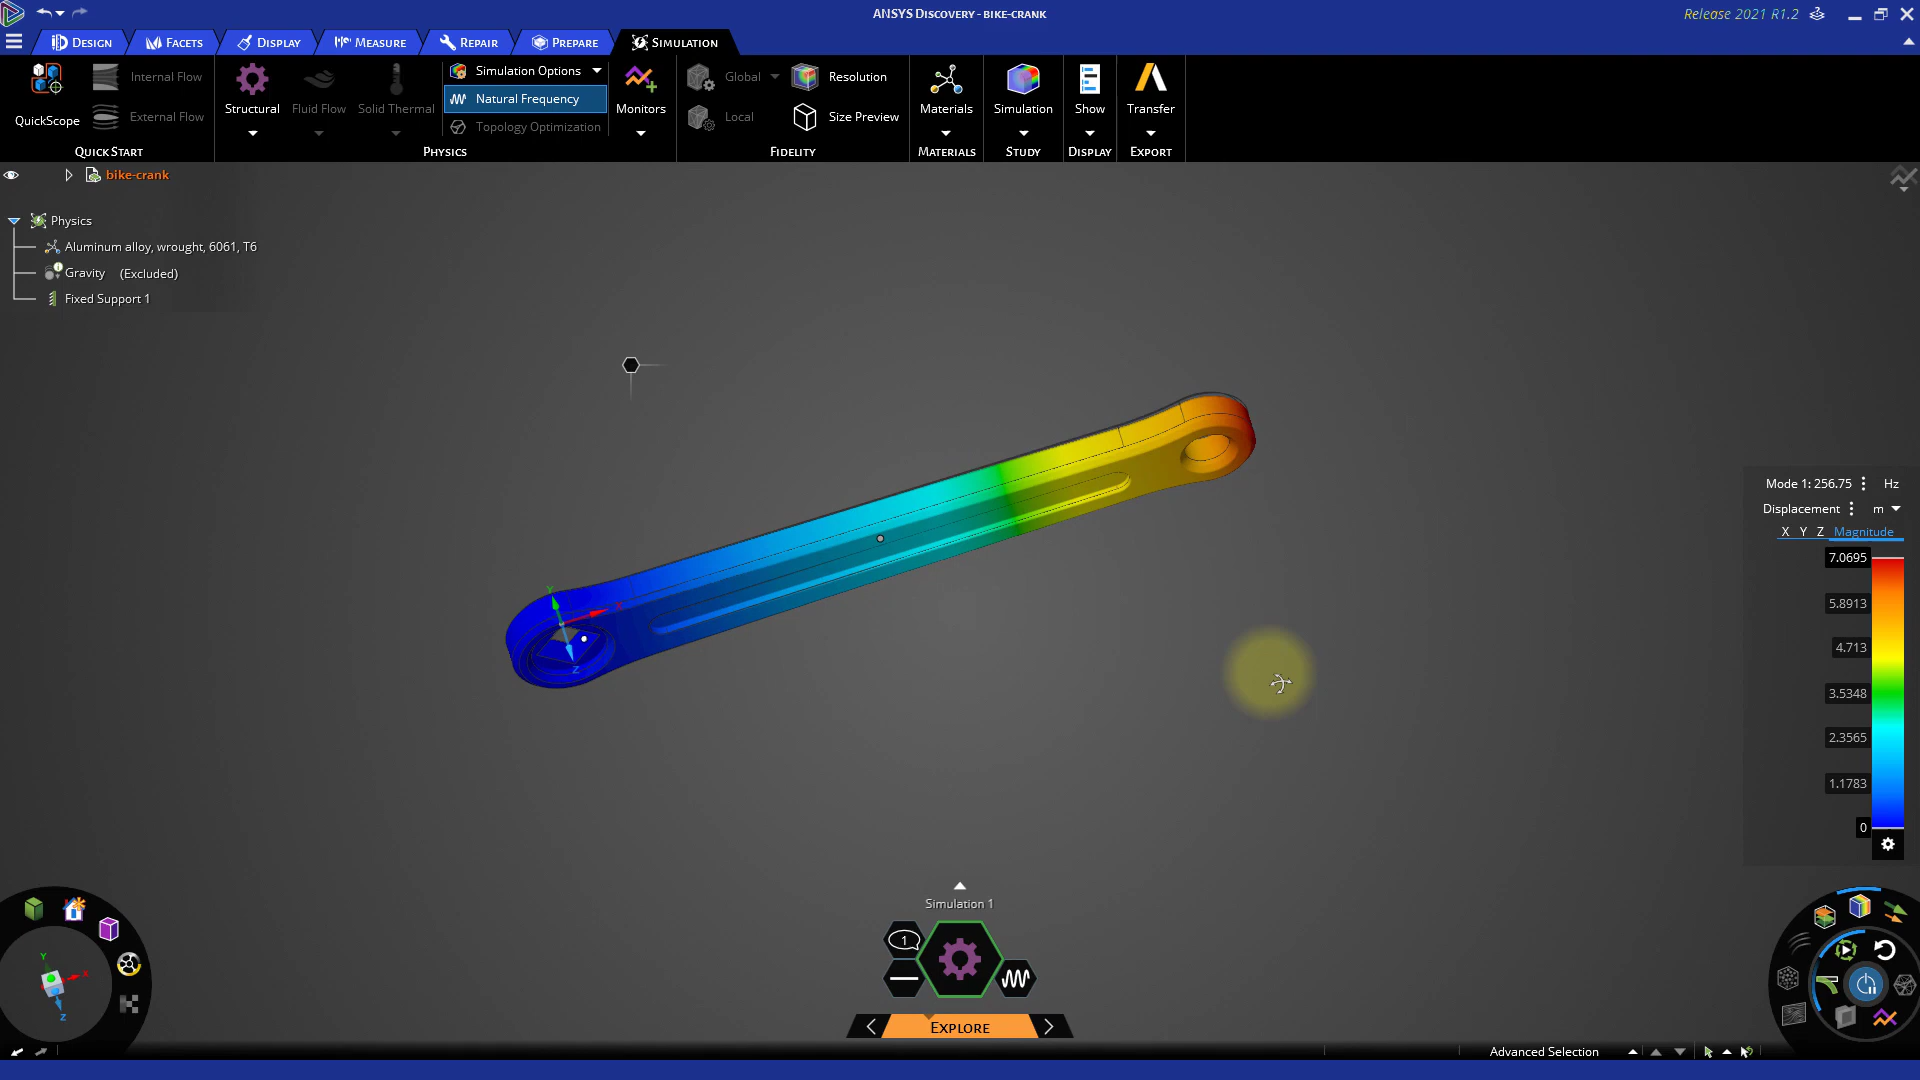 ANSYS Discovery - bike-crank
Release 2021 R1.2
Design
Facets
Display
Measure
Repair
Prepare
Simulation
QuickScope
Internal Flow
External Flow
Quick Start
Structural
Fluid Flow
Solid Thermal
Simulation Options
Natural Frequency
Topology Optimization
Physics
Monitors
Global
Local
Resolution
Size Preview
Fidelity
Materials
Materials
Simulation
Study
Show
Display
Transfer
Export
bike-crank
Physics
Aluminum alloy, wrought, 6061, T6
Gravity (Excluded)
Fixed Support 1
Y
X
Z
Mode 1: 256.75 Hz
Displacement m
X Y Z Magnitude
7.0695
5.8913
4.713
3.5348
2.3565
1.1783
0
Simulation 1
1
Explore
Y
X
Z
Advanced Selection